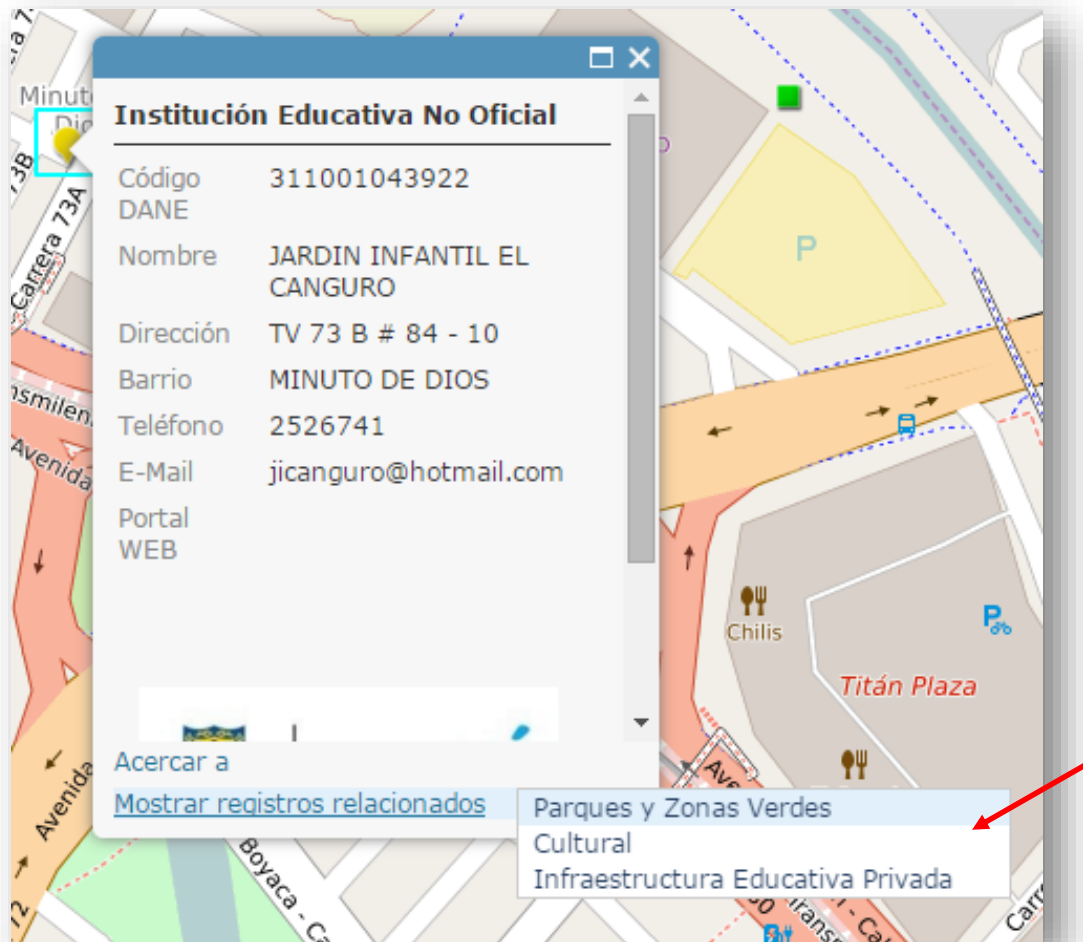 Institución Educativa No Oficial
Código DANE 311001043922
Nombre JARDIN INFANTIL EL CANGURO
Dirección TV 73 B # 84 - 10
Barrio MINUTO DE DIOS
Teléfono 2526741
E-Mail jicanguro@hotmail.com
Portal WEB
Acercar a
Mostrar registros relacionados
Parques y Zonas Verdes
Cultural
Infraestructura Educativa Privada
Carrera 73A
73B
Avenida
Avenida
Boyaca
P
Chilis
P
Titán Plaza